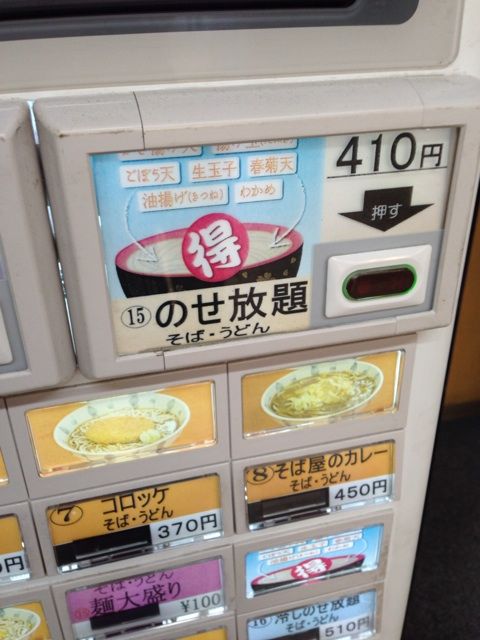 ごぼう天 生玉子 春菊天
油揚げ(きつね) わかめ
得
⑮のせ放題
そば・うどん
410円
押す
⑦コロッケ
そば・うどん
370円
⑧そば屋のカレー
そば・うどん
450円
そば・うどん
麺大盛り
¥100
得
⑯冷しのせ放題
510円